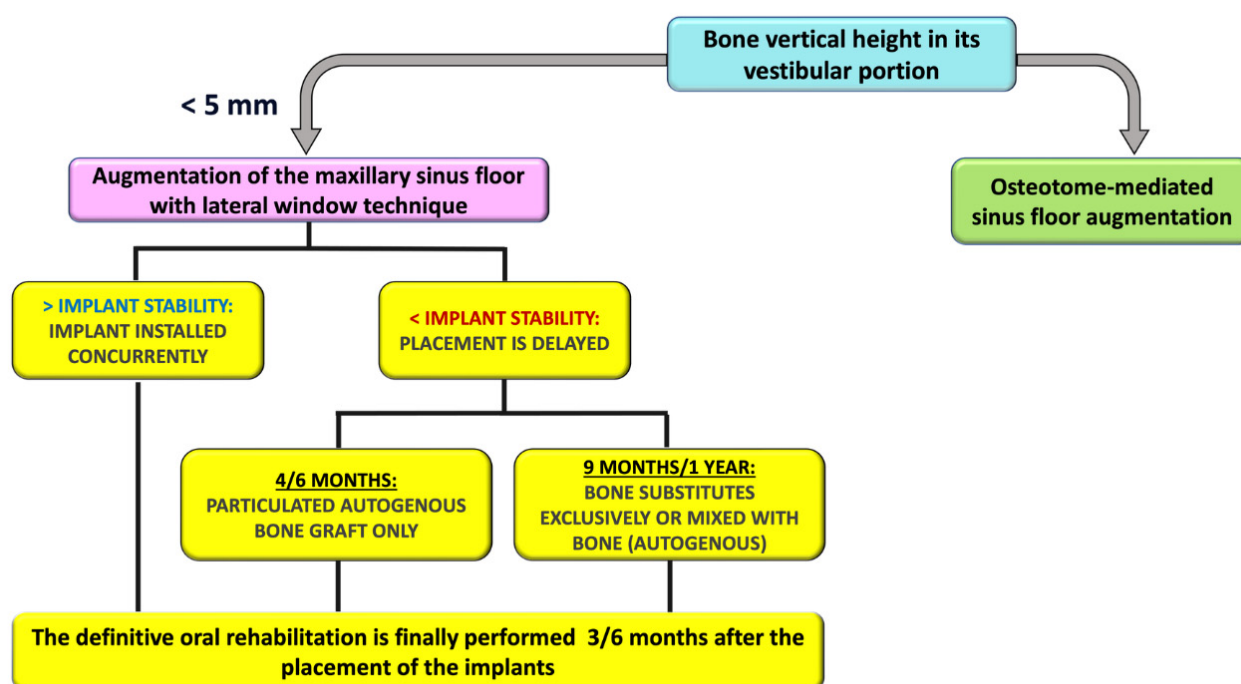 Bone vertical height in its
vestibular portion
< 5 mm
Augmentation of the maxillary sinus floor
with lateral window technique
Osteotome-mediated
sinus floor augmentation
> IMPLANT STABILITY:
IMPLANT INSTALLED
CONCURRENTLY
< IMPLANT STABILITY:
PLACEMENT IS DELAYED
4/6 MONTHS:
PARTICULATED AUTOGENOUS
BONE GRAFT ONLY
9 MONTHS/1 YEAR:
BONE SUBSTITUTES
EXCLUSIVELY OR MIXED WITH
BONE (AUTOGENOUS)
The definitive oral rehabilitation is finally performed 3/6 months after the
placement of the implants